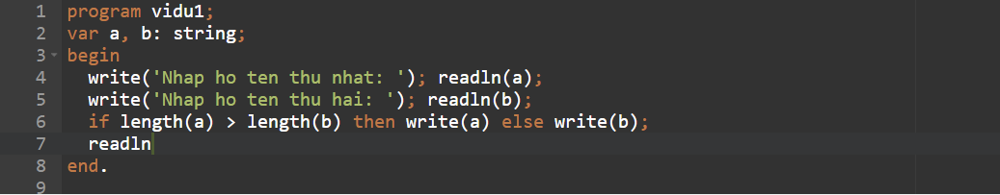 1 program vidu1;
2 var a, b: string;
3 begin
4 write('Nhap ho ten thu nhat: '); readln(a);
5 write('Nhap ho ten thu hai: '); readln(b);
6 if length(a) > length(b) then write(a) else write(b);
7 readln
8 end.
9